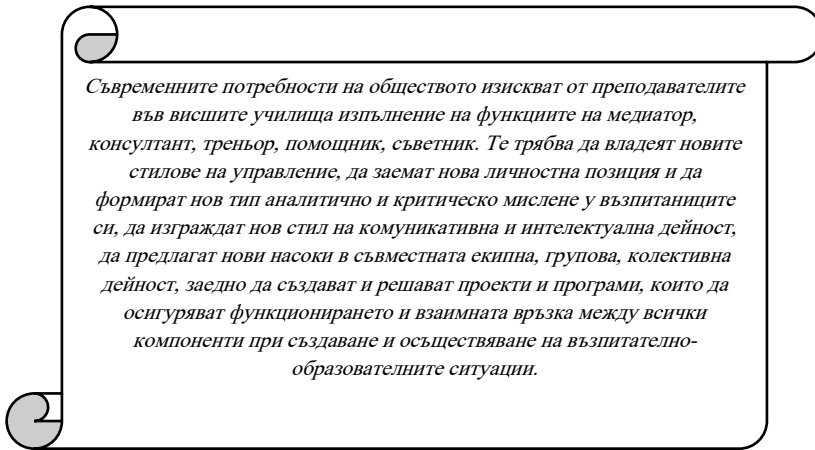 Съвременните потребности на обществото изискват от преподавателите
във висшите училища изпълнение на функциите на медиатор,
консултант, треньор, помощник, съветник. Те трябва да владеят новите
стилове на управление, да заемат нова личностна позиция и да
формират нов тип аналитично и критическо мислене у възпитаниците
си, да изграждат нов стил на комуникативна и интелектуална дейност,
да предлагат нови насоки в съвместната екипна, групова, колективна
дейност, заедно да създават и решават проекти и програми, които да
осигуряват функционирането и взаимната връзка между всички
компоненти при създаване и осъществяване на възпитателно-
образователните ситуации.